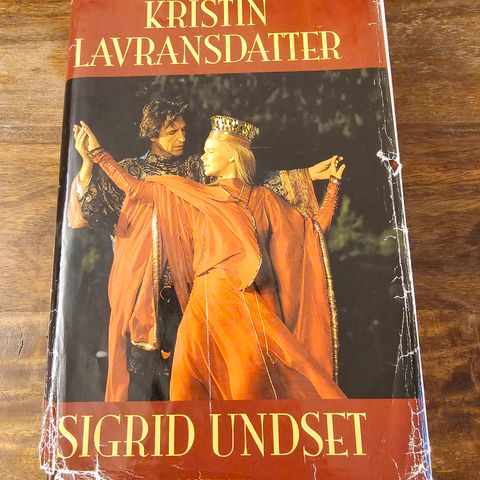 KRISTIN
LAVRANSDATTER
SIGRID UNDSET